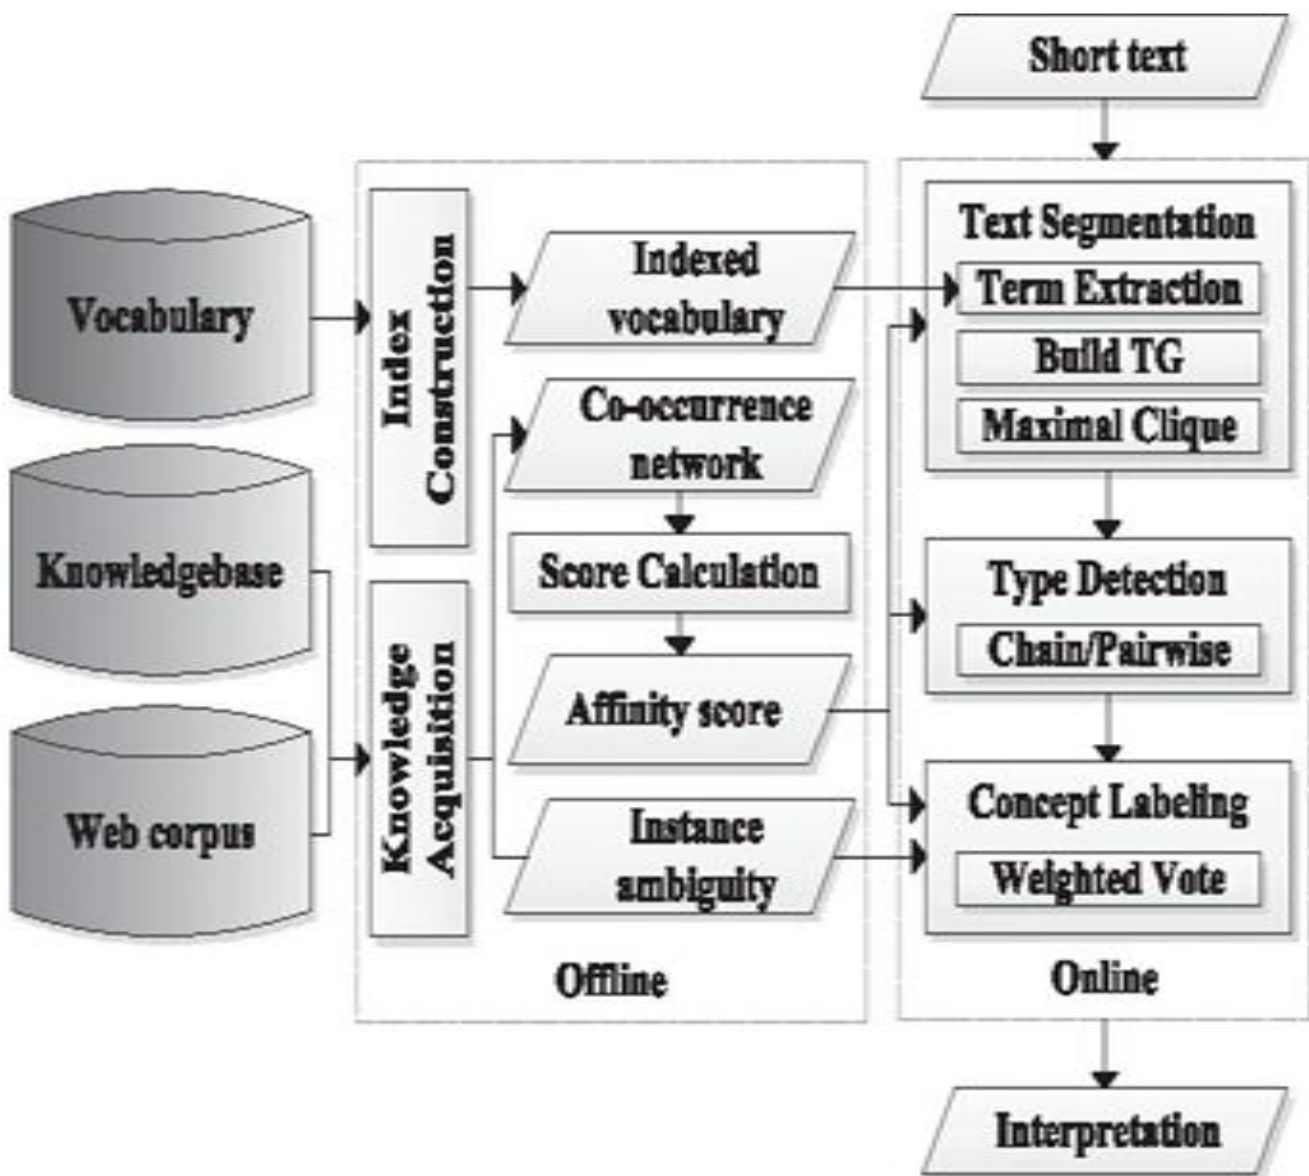 Short text
Vocabulary
Knowledgebase
Web corpus
Index
Construction
Knowledge
Acquisition
Indexed
vocabulary
Co-occurrence
network
Score Calculation
Affinity score
Instance
ambiguity
Offline
Text Segmentation
Term Extraction
Build TG
Maximal Clique
Type Detection
Chain/Pairwise
Concept Labeling
Weighted Vote
Online
Interpretation